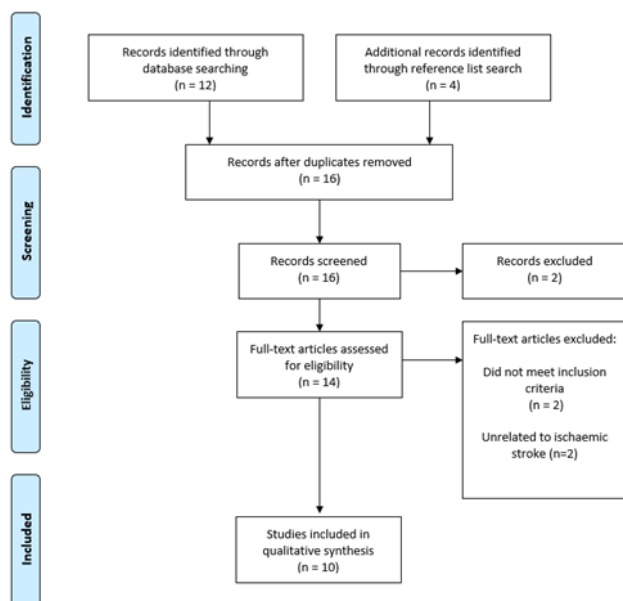 Identification
Records identified through
database searching
(n = 12)
Additional records identified
through reference list search
(n = 4)
Records after duplicates removed
(n = 16)
Screening
Records screened
(n = 16)
Records excluded
(n = 2)
Eligibility
Full-text articles assessed
for eligibility
(n = 14)
Full-text articles excluded:
Did not meet inclusion
criteria
(n = 2)
Unrelated to ischaemic
stroke (n=2)
Included
Studies included in
qualitative synthesis
(n = 10)